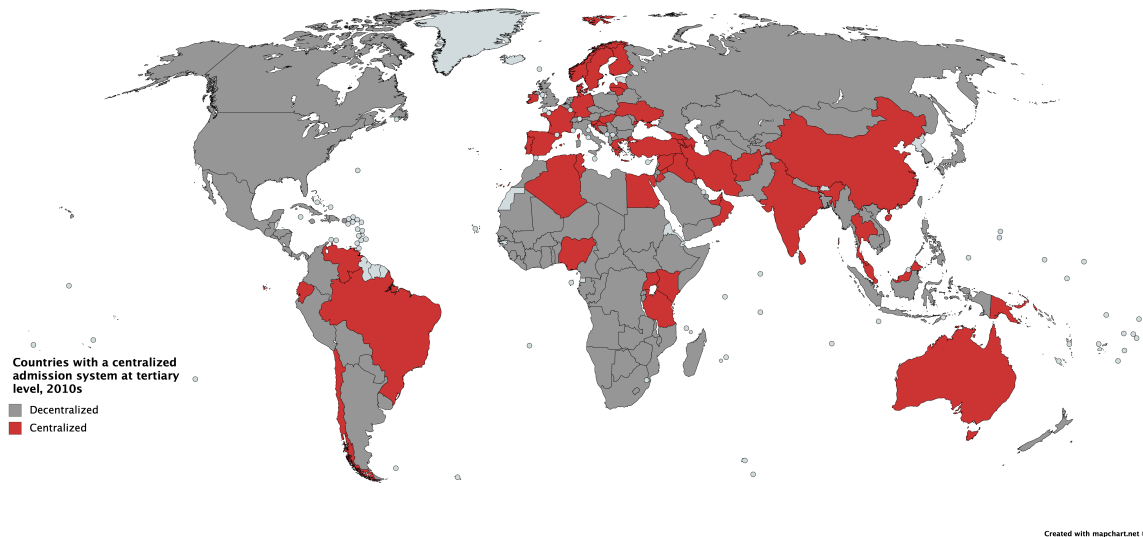 Countries with a centralized
admission system at tertiary
level, 2010s
Decentralized
Centralized
Created with mapchart.net